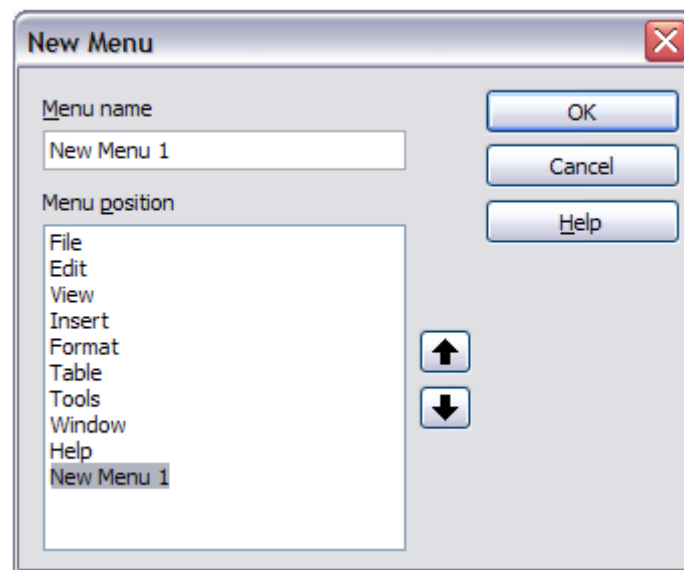 New Menu
Menu name
New Menu 1
OK
Cancel
Help
Menu position
File
Edit
View
Insert
Format
Table
Tools
Window
Help
New Menu 1